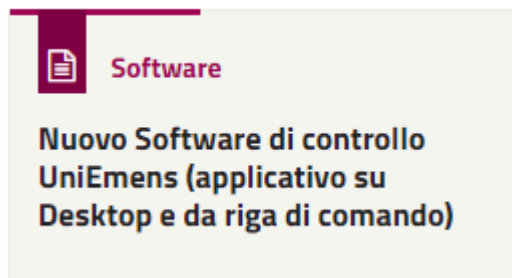 Software
Nuovo Software di controllo
UniEmens (applicativo su
Desktop e da riga di comando)